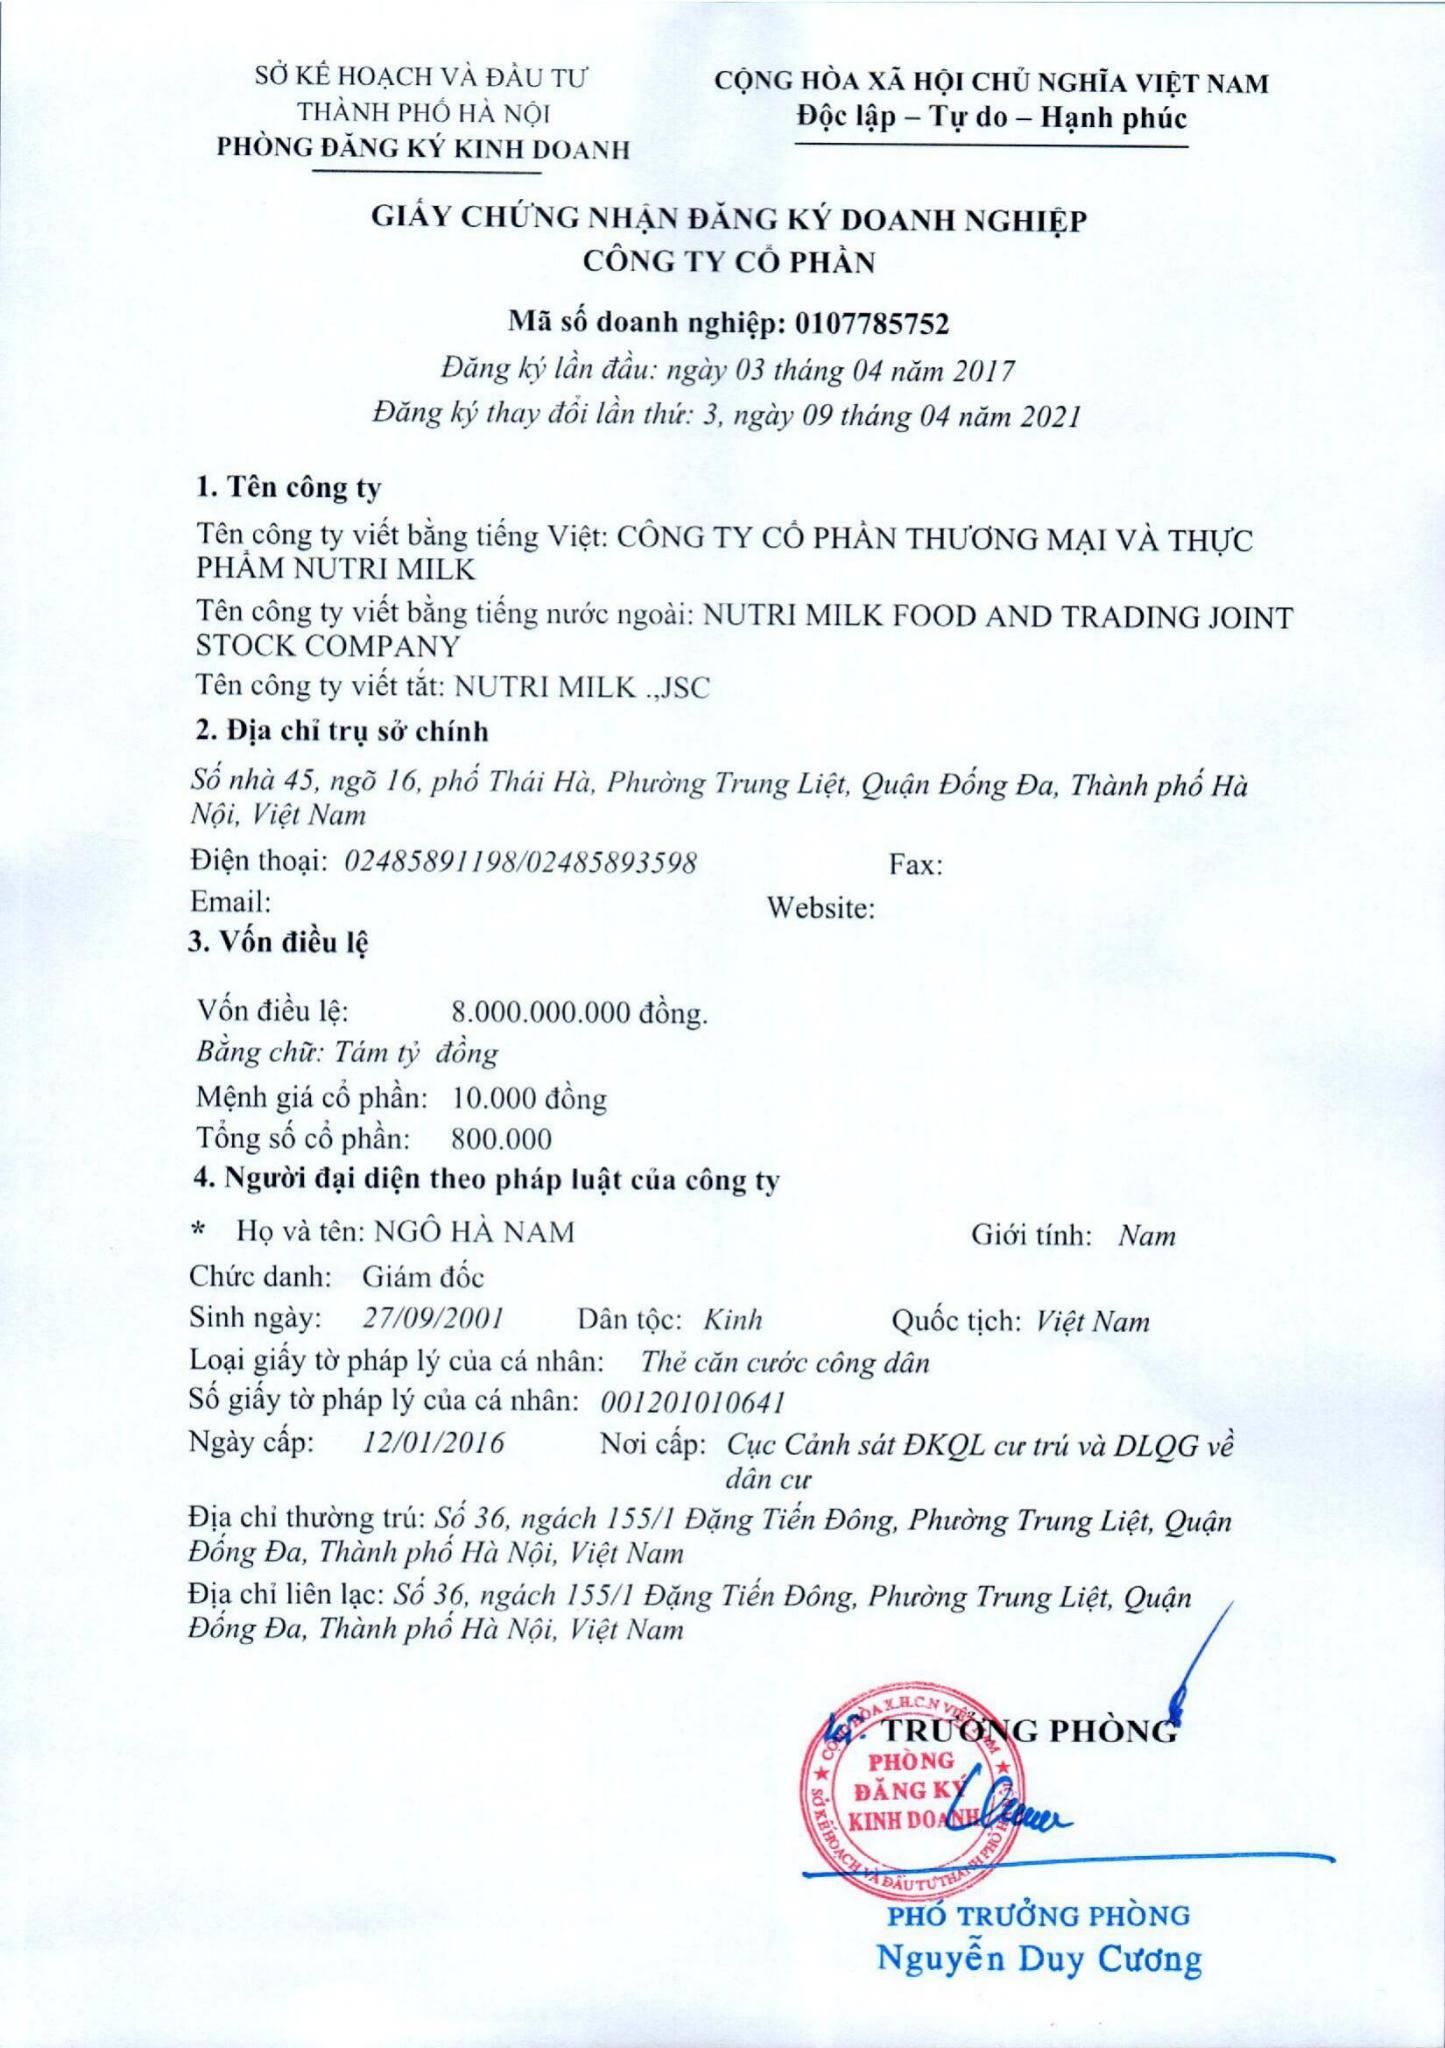 SỞ KẾ HOẠCH VÀ ĐẦU TƯ
THÀNH PHỐ HÀ NỘI
PHÒNG ĐĂNG KÝ KINH DOANH
CỘNG HÒA XÃ HỘI CHỦ NGHĨA VIỆT NAM
Độc lập – Tự do – Hạnh phúc
GIẤY CHỨNG NHẬN ĐĂNG KÝ DOANH NGHIỆP
CÔNG TY CỔ PHẦN
Mã số doanh nghiệp: 0107785752
Đăng ký lần đầu: ngày 03 tháng 04 năm 2017
Đăng ký thay đổi lần thứ: 3, ngày 09 tháng 04 năm 2021
1. Tên công ty
Tên công ty viết bằng tiếng Việt: CÔNG TY CỔ PHẦN THƯƠNG MẠI VÀ THỰC
PHẨM NUTRI MILK
Tên công ty viết bằng tiếng nước ngoài: NUTRI MILK FOOD AND TRADING JOINT
STOCK COMPANY
Tên công ty viết tắt: NUTRI MILK .,JSC
2. Địa chỉ trụ sở chính
Số nhà 45, ngõ 16, phố Thái Hà, Phường Trung Liệt, Quận Đống Đa, Thành phố Hà
Nội, Việt Nam
Điện thoại: 02485891198/02485893598 Fax:
Email: Website:
3. Vốn điều lệ
Vốn điều lệ: 8.000.000.000 đồng.
Bằng chữ: Tám tỷ đồng
Mệnh giá cổ phần: 10.000 đồng
Tổng số cổ phần: 800.000
4. Người đại diện theo pháp luật của công ty
* Họ và tên: NGÔ HÀ NAM Giới tính: Nam
Chức danh: Giám đốc
Sinh ngày: 27/09/2001 Dân tộc: Kinh Quốc tịch: Việt Nam
Loại giấy tờ pháp lý của cá nhân: Thẻ căn cước công dân
Số giấy tờ pháp lý của cá nhân: 001201010641
Ngày cấp: 12/01/2016 Nơi cấp: Cục Cảnh sát ĐKQL cư trú và DLQG về
dân cư
Địa chỉ thường trú: Số 36, ngách 155/1 Đặng Tiến Đông, Phường Trung Liệt, Quận
Đống Đa, Thành phố Hà Nội, Việt Nam
Địa chỉ liên lạc: Số 36, ngách 155/1 Đặng Tiến Đông, Phường Trung Liệt, Quận
Đống Đa, Thành phố Hà Nội, Việt Nam
TRƯỞNG PHÒNG
CỘNG HÒA X.H.C.N VIỆT NAM
PHÒNG
ĐĂNG KÝ
KINH DOANH
SỞ KẾ HOẠCH VÀ ĐẦU TƯ THÀNH PHỐ HÀ NỘI
PHÓ TRƯỞNG PHÒNG
Nguyễn Duy Cương